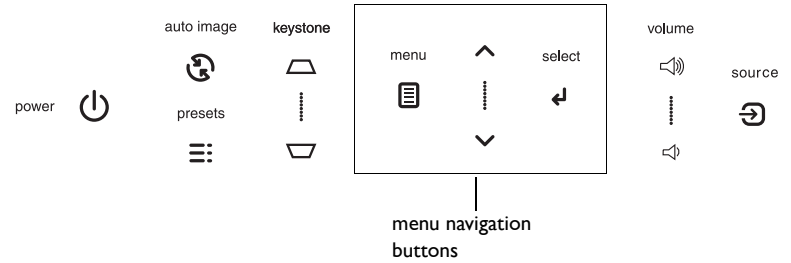 auto image
keystone
volume
menu
select
source
power
presets
menu navigation
buttons